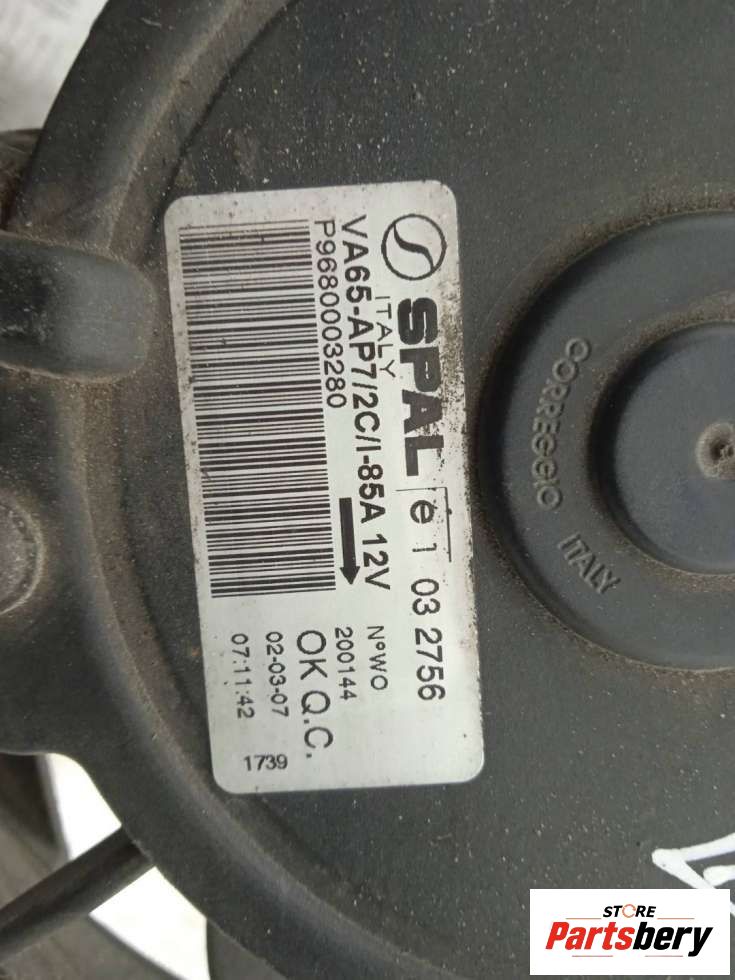 SPAL
ITALY
e 1 03 2756
VA65-AP7/2C/I-85A 12V
P9680003280
N°WO
200144
OK Q.C.
02-03-07
07:11:42
1739
CORREGGIO ITALY
STORE
Partsbery